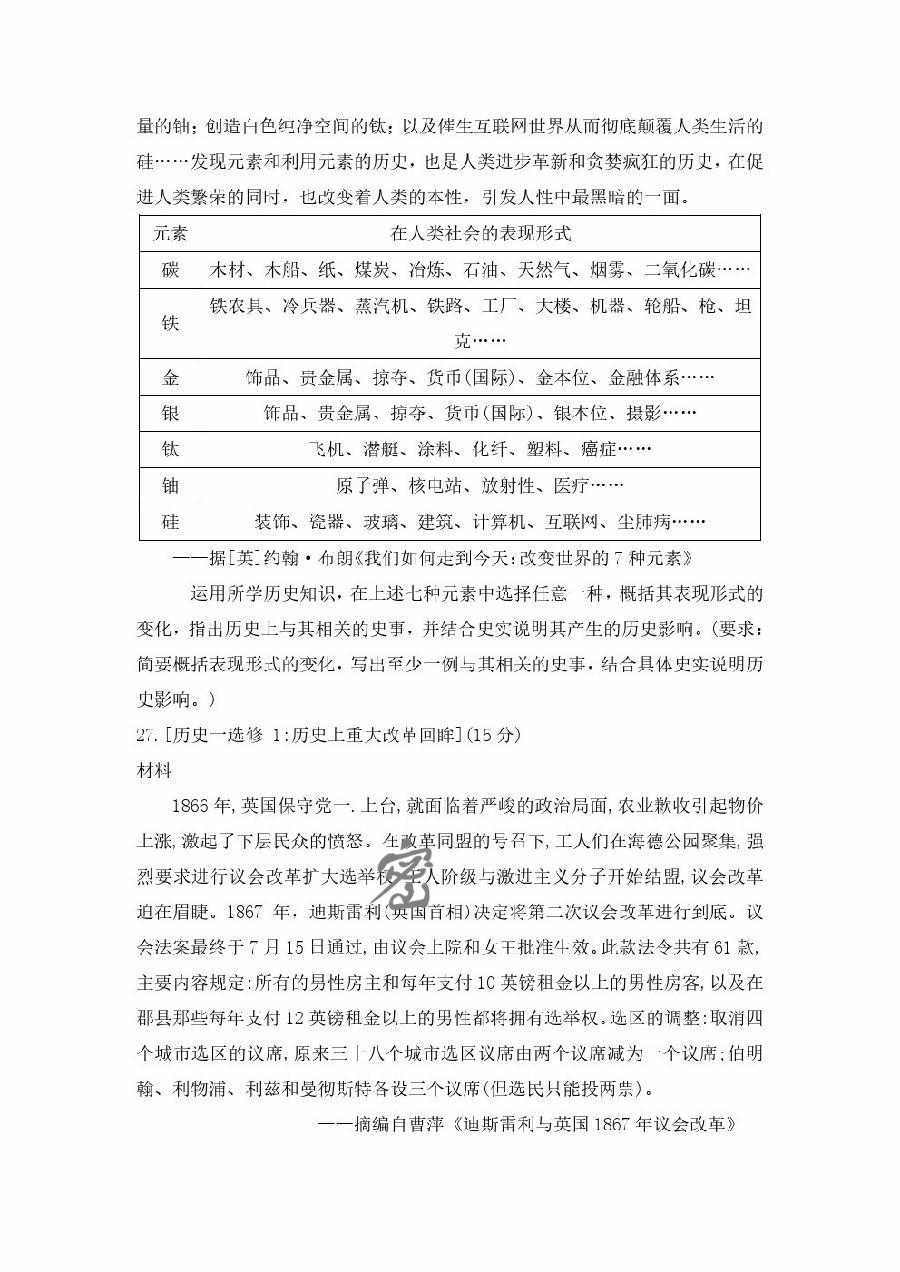 量的铀；创造白色纯净空间的钛；以及催生互联网世界从而彻底颠覆人类生活的
硅……发现元素和利用元素的历史，也是人类进步革新和贪婪疯狂的历史，在促
进人类繁荣的同时，也改变着人类的本性，引发人性中最黑暗的一面。
元素 在人类社会的表现形式
碳 木材、木船、纸、煤炭、冶炼、石油、天然气、烟雾、二氧化碳……
铁 铁农具、冷兵器、蒸汽机、铁路、工厂、大楼、机器、轮船、枪、坦
克……
金 饰品、贵金属、掠夺、货币(国际)、金本位、金融体系……
银 饰品、贵金属、掠夺、货币(国际)、银本位、摄影……
钛 飞机、潜艇、涂料、化纤、塑料、癌症……
铀 原子弹、核电站、放射性、医疗……
硅 装饰、瓷器、玻璃、建筑、计算机、互联网、尘肺病……
——据[英]约翰·布朗《我们如何走到今天:改变世界的7种元素》
运用所学历史知识，在上述七种元素中选择任意一种，概括其表现形式的
变化，指出历史上与其相关的史事，并结合史实说明其产生的历史影响。(要求：
简要概括表现形式的变化，写出至少一例与其相关的史事，结合具体史实说明历
史影响。)
27.[历史一选修 1:历史上重大改革回眸](15分)
材料
1866年,英国保守党一.上台,就面临着严峻的政治局面,农业歉收引起物价
上涨,激起了下层民众的愤怒。在改革同盟的号召下,工人们在海德公园聚集,强
烈要求进行议会改革扩大选举权,工人阶级与激进主义分子开始结盟,议会改革
迫在眉睫。1867 年，迪斯雷利(英国首相)决定将第二次议会改革进行到底。议
会法案最终于7月15日通过,由议会上院和女王批准生效。此款法令共有61款,
主要内容规定:所有的男性房主和每年支付10英镑租金以上的男性房客,以及在
郡县那些每年支付12英镑租金以上的男性都将拥有选举权。选区的调整:取消四
个城市选区的议席,原来三十八个城市选区议席由两个议席减为一个议席;伯明
翰、利物浦、利兹和曼彻斯特各设三个议席(但选民只能投两票)。
——摘编自曹萍《迪斯雷利与英国1867年议会改革》
密